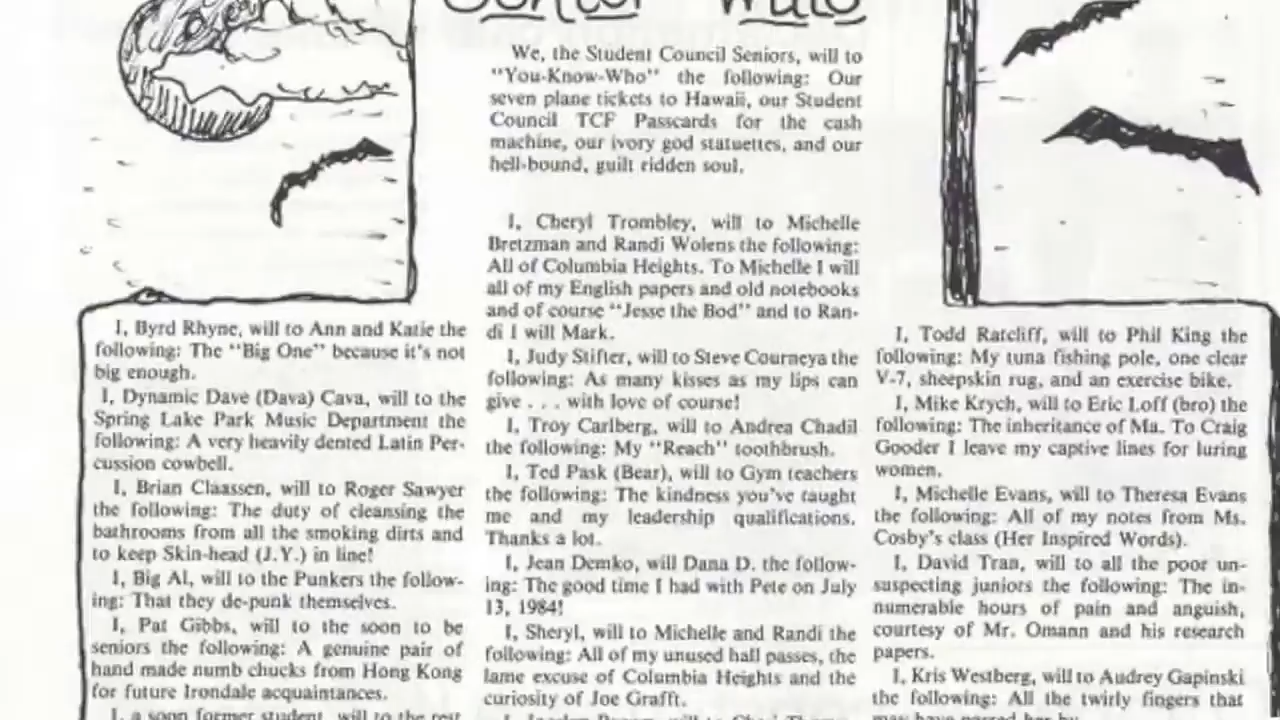 Senior Wills
We, the Student Council Seniors, will to
"You-Know-Who" the following: Our
seven plane tickets to Hawaii, our Student
Council TCF Passcards for the cash
machine, our ivory god statuettes, and our
hell-bound, guilt ridden soul.
I, Byrd Rhyne, will to Ann and Katie the
following: The "Big One" because it's not
big enough.
I, Dynamic Dave (Dava) Cava, will to the
Spring Lake Park Music Department the
following: A very heavily dented Latin Per-
cussion cowbell.
I, Brian Claassen, will to Roger Sawyer
the following: The duty of cleansing the
bathrooms from all the smoking dirts and
to keep Skin-head (J.Y.) in line!
I, Big Al, will to the Punkers the follow-
ing: That they de-punk themselves.
I, Pat Gibbs, will to the soon to be
seniors the following: A genuine pair of
hand made numb chucks from Hong Kong
for future Irondale acquaintances.
I, a soon former student, will to the rest
I, Cheryl Trombley, will to Michelle
Bretzman and Randi Wolens the following:
All of Columbia Heights. To Michelle I will
all of my English papers and old notebooks
and of course "Jesse the Bod" and to Ran-
di I will Mark.
I, Judy Stifter, will to Steve Courneya the
following: As many kisses as my lips can
give . . . with love of course!
I, Troy Carlberg, will to Andrea Chadil
the following: My "Reach" toothbrush.
I, Ted Pask (Bear), will to Gym teachers
the following: The kindness you've taught
me and my leadership qualifications.
Thanks a lot.
I, Jean Demko, will Dana D. the follow-
ing: The good time I had with Pete on July
13, 1984!
I, Sheryl, will to Michelle and Randi the
following: All of my unused hall passes, the
lame excuse of Columbia Heights and the
curiosity of Joe Grafft.
I, Todd Ratcliff, will to Phil King the
following: My tuna fishing pole, one clear
V-7, sheepskin rug, and an exercise bike.
I, Mike Krych, will to Eric Loff (bro) the
following: The inheritance of Ma. To Craig
Gooder I leave my captive lines for luring
women.
I, Michelle Evans, will to Theresa Evans
the following: All of my notes from Ms.
Cosby's class (Her Inspired Words).
I, David Tran, will to all the poor un-
suspecting juniors the following: The in-
numerable hours of pain and anguish,
courtesy of Mr. Omann and his research
papers.
I, Kris Westberg, will to Audrey Gapinski
the following: All the twirly fingers that
may have passed her by